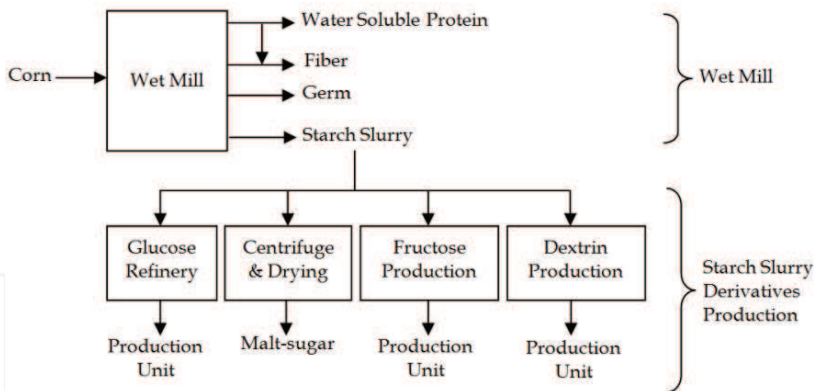 Water Soluble Protein
Corn
Wet Mill
Fiber
Germ
Starch Slurry
Wet Mill
Glucose
Refinery
Centrifuge
& Drying
Fructose
Production
Dextrin
Production
Production
Unit
Malt-sugar
Production
Unit
Production
Unit
Starch Slurry
Derivatives
Production